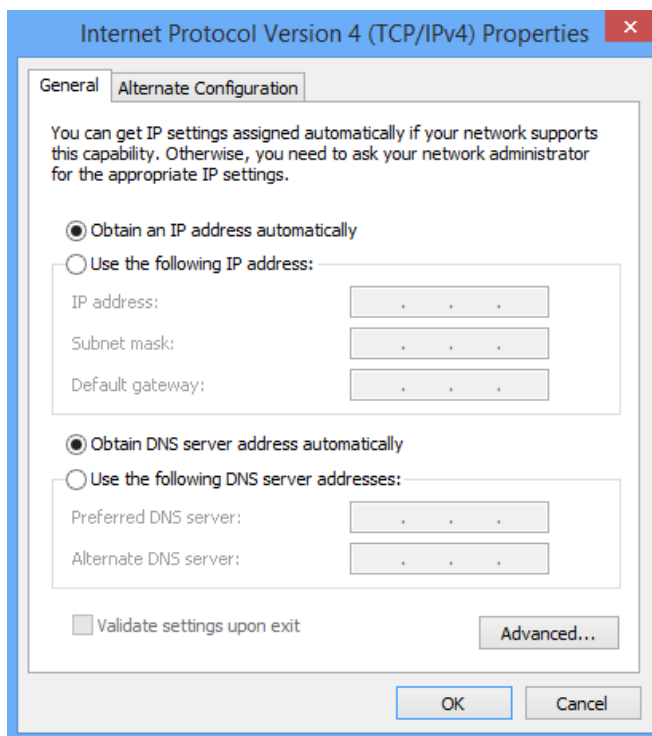 Internet Protocol Version 4 (TCP/IPv4) Properties
General
Alternate Configuration
You can get IP settings assigned automatically if your network supports
this capability. Otherwise, you need to ask your network administrator
for the appropriate IP settings.
Obtain an IP address automatically
Use the following IP address:
IP address:
Subnet mask:
Default gateway:
Obtain DNS server address automatically
Use the following DNS server addresses:
Preferred DNS server:
Alternate DNS server:
Validate settings upon exit
Advanced...
OK
Cancel